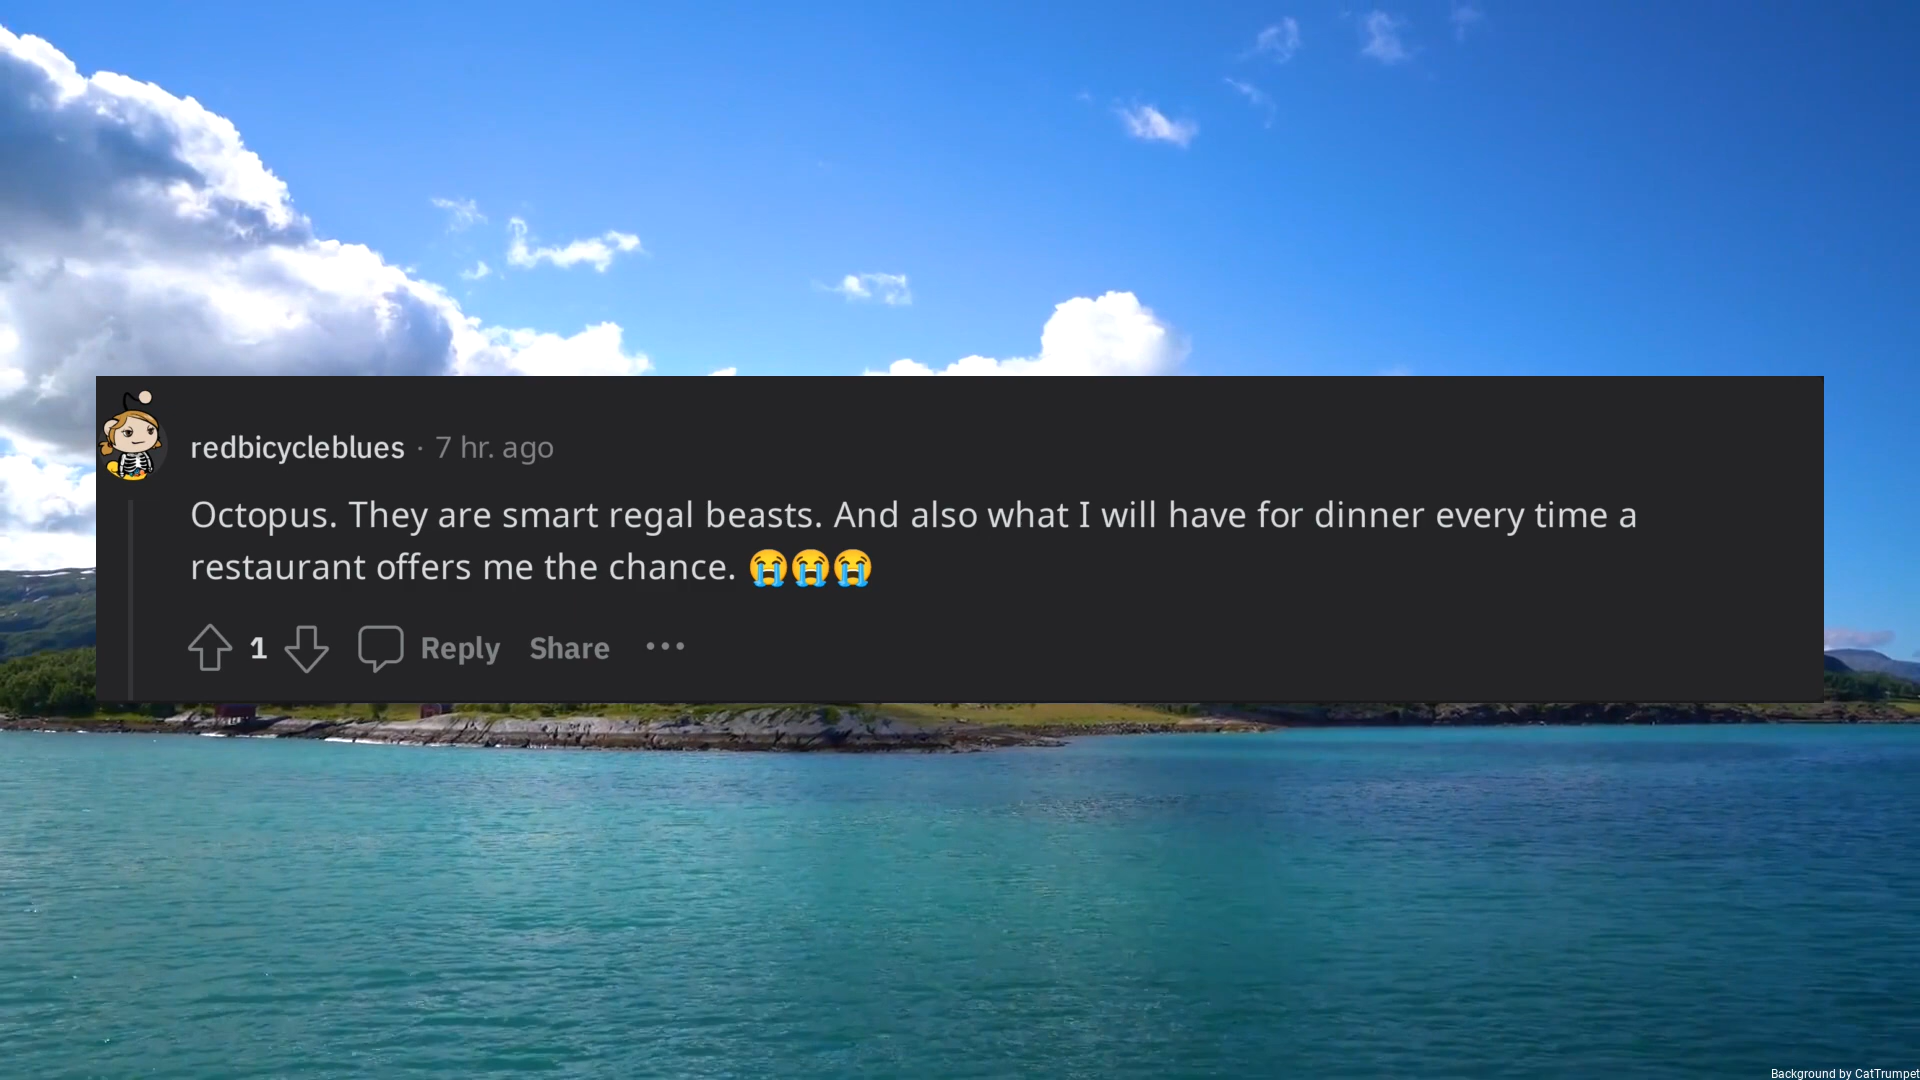 redbicycleblues · 7 hr. ago
Octopus. They are smart regal beasts. And also what I will have for dinner every time a
restaurant offers me the chance. 😭😭😭
1 Reply Share ···
Background by CatTrumpet